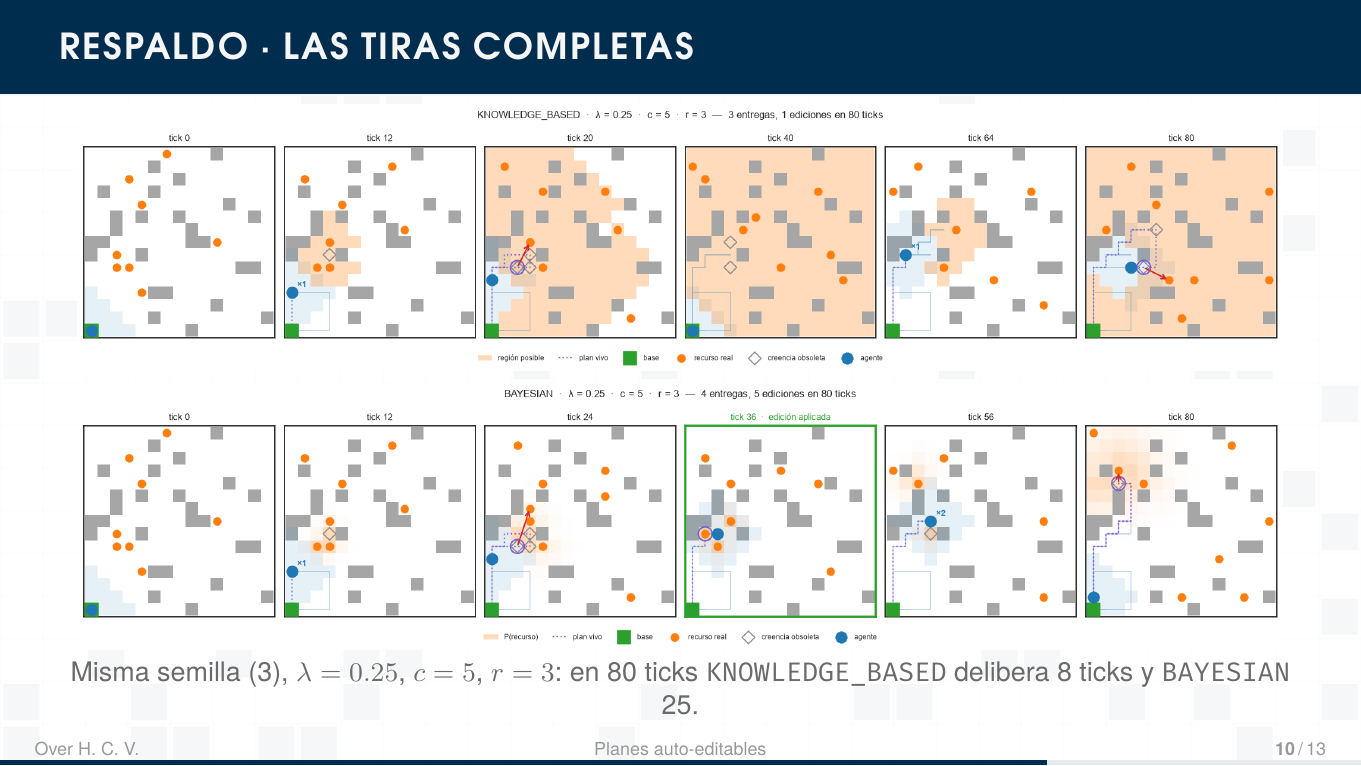 RESPALDO · LAS TIRAS COMPLETAS
KNOWLEDGE_BASED · λ = 0.25 · c = 5 · r = 3 — 3 entregas, 1 ediciones en 80 ticks
tick 0 tick 12 tick 20 tick 40 tick 64 tick 80
×1
×1
región posible plan vivo base recurso real creencia obsoleta agente
BAYESIAN · λ = 0.25 · c = 5 · r = 3 — 4 entregas, 5 ediciones en 80 ticks
tick 0 tick 12 tick 24 tick 36 · edición aplicada tick 56 tick 80
×2
×1
P(recurso) plan vivo base recurso real creencia obsoleta agente
Misma semilla (3), λ = 0.25, c = 5, r = 3: en 80 ticks KNOWLEDGE_BASED delibera 8 ticks y BAYESIAN
25.
Over H. C. V. Planes auto-editables 10/13